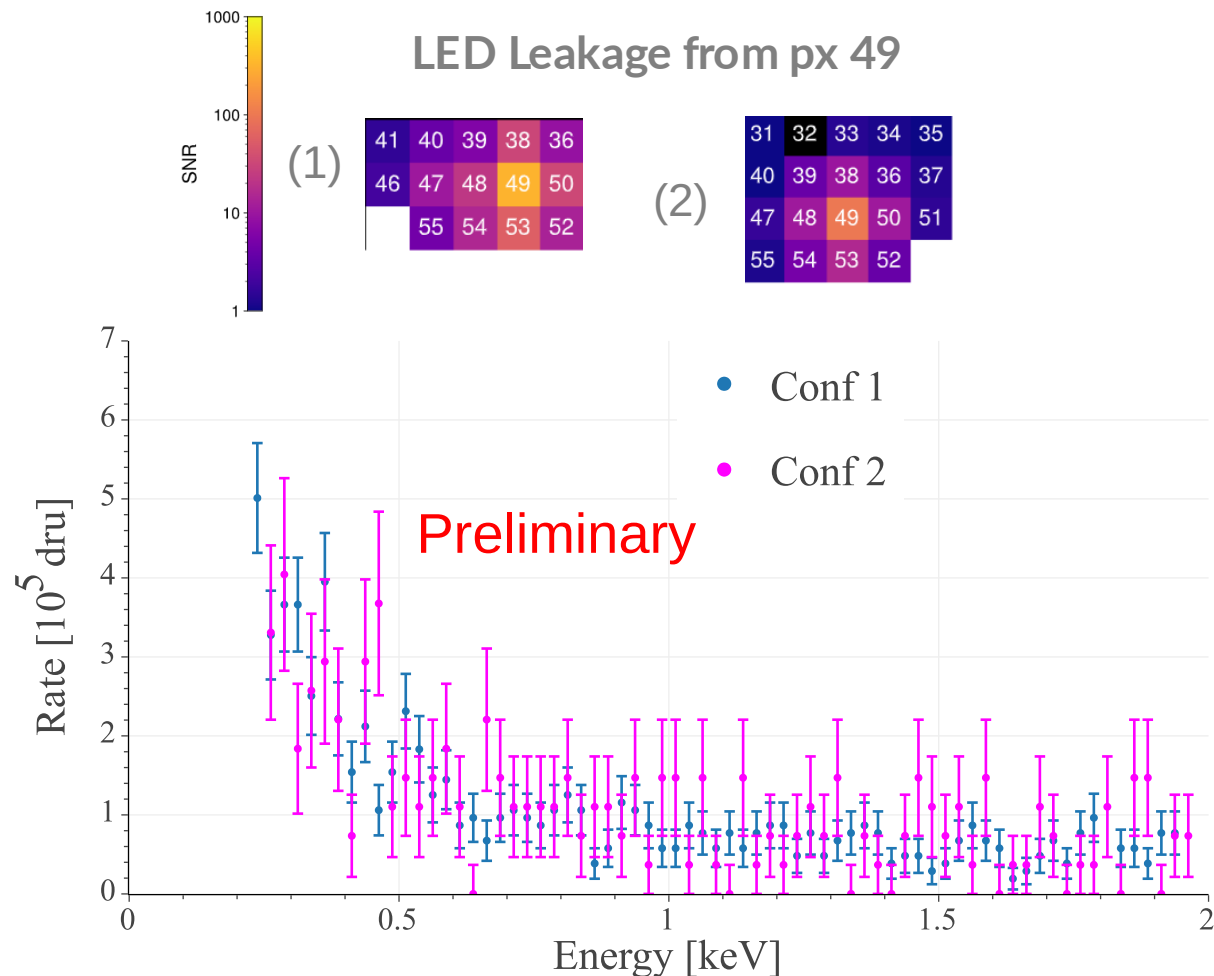 LED Leakage from px 49
1000
100
10
1
SNR
(1)
41 40 39 38 36
46 47 48 49 50
55 54 53 52
(2)
31 32 33 34 35
40 39 38 36 37
47 48 49 50 51
55 54 53 52
7
6
5
4
3
2
1
0
Rate [10^5 dru]
Conf 1
Conf 2
Preliminary
0 0.5 1 1.5 2
Energy [keV]